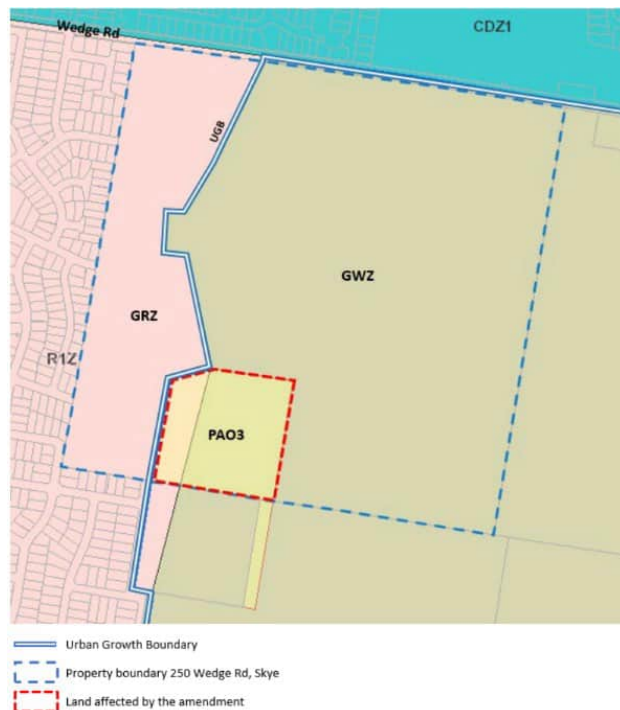 Wedge Rd
CDZ1
UGB
GWZ
GRZ
R1Z
PAO3
Urban Growth Boundary
Property boundary 250 Wedge Rd, Skye
Land affected by the amendment